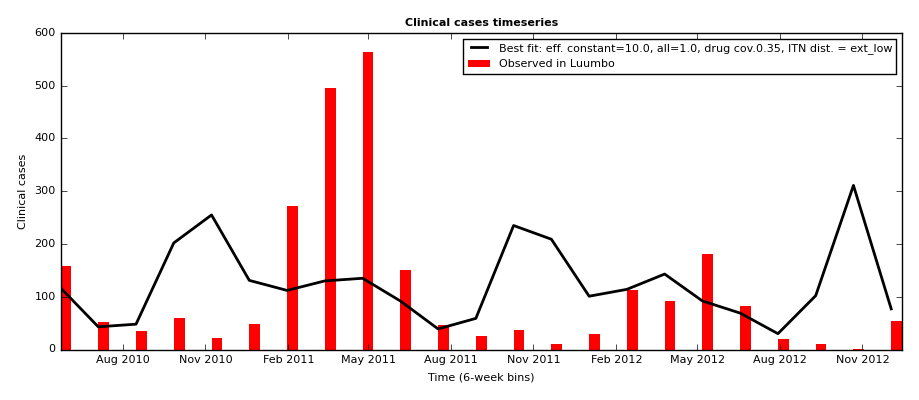 Clinical cases timeseries
Best fit: eff. constant=10.0, all=1.0, drug cov.0.35, ITN dist. = ext_low
Observed in Luumbo
600
500
400
300
200
100
0
Clinical cases
Aug 2010 Nov 2010 Feb 2011 May 2011 Aug 2011 Nov 2011 Feb 2012 May 2012 Aug 2012 Nov 2012
Time (6-week bins)